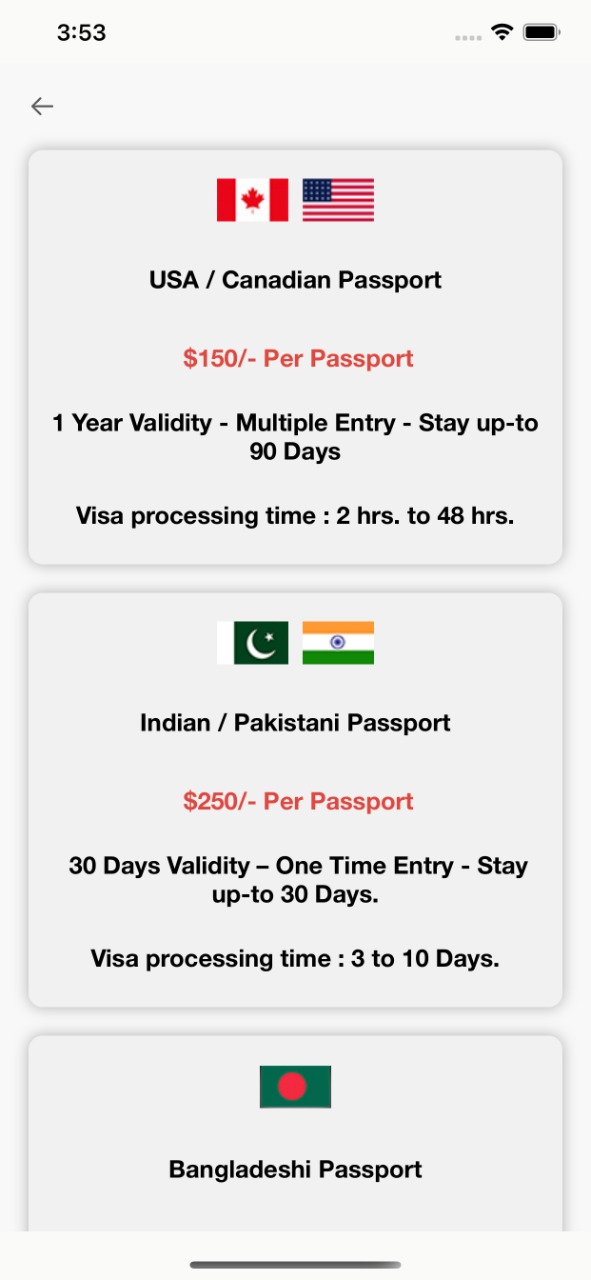 3:53
USA / Canadian Passport
$150/- Per Passport
1 Year Validity - Multiple Entry - Stay up-to
90 Days
Visa processing time : 2 hrs. to 48 hrs.
Indian / Pakistani Passport
$250/- Per Passport
30 Days Validity – One Time Entry - Stay
up-to 30 Days.
Visa processing time : 3 to 10 Days.
Bangladeshi Passport